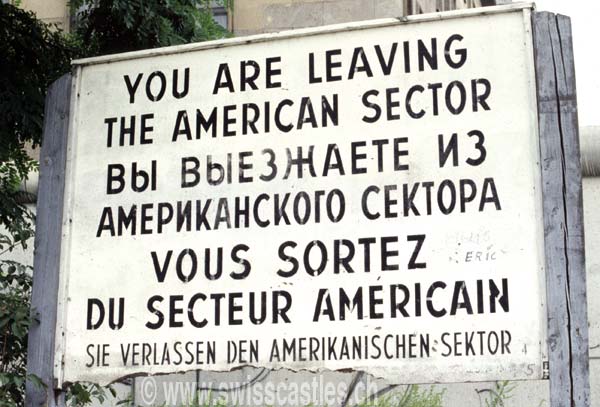 YOU ARE LEAVING
THE AMERICAN SECTOR
ВЫ ВЫЕЗЖАЕТЕ ИЗ
АМЕРИКАНСКОГО СЕКТОРА
VOUS SORTEZ
ERIC
DU SECTEUR AMÉRICAIN
SIE VERLASSEN DEN AMERIKANISCHEN SEKTOR
© www.swisscastles.ch